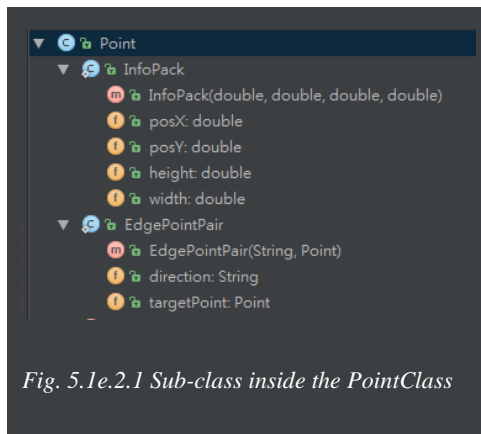 Point
InfoPack
InfoPack(double, double, double, double)
posX: double
posY: double
height: double
width: double
EdgePointPair
EdgePointPair(String, Point)
direction: String
targetPoint: Point
Fig. 5.1e.2.1 Sub-class inside the PointClass